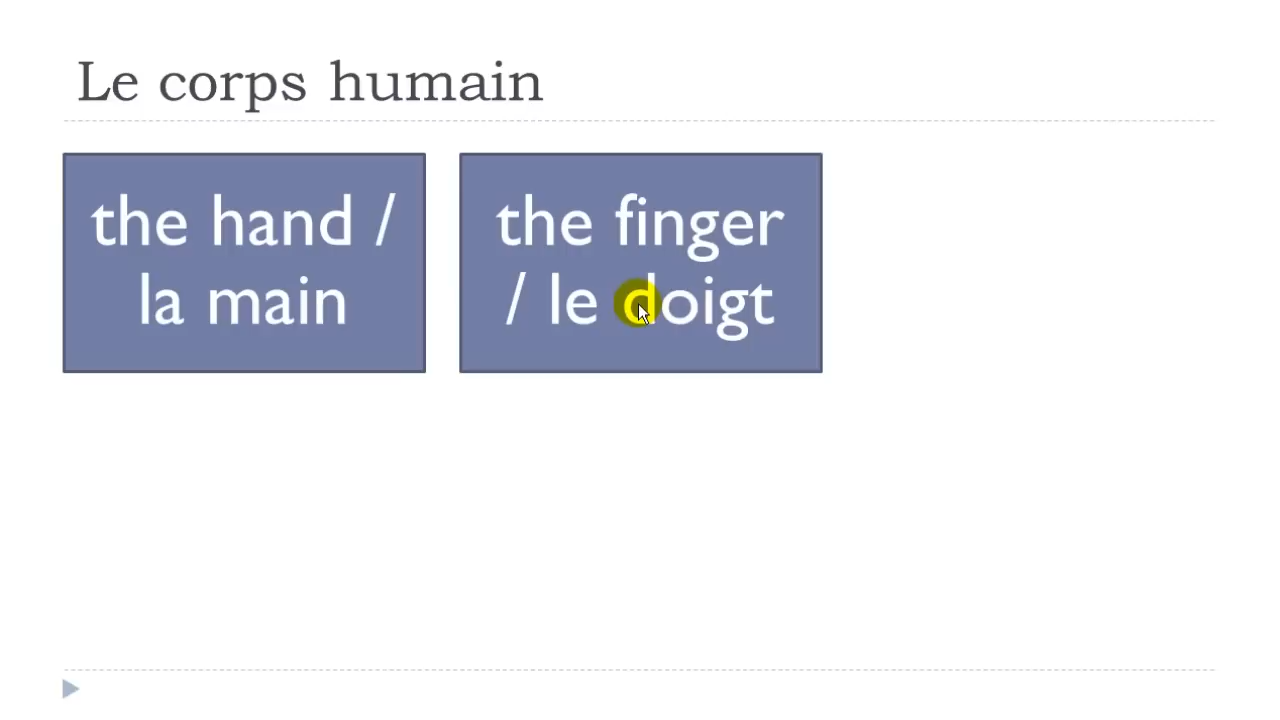 Le corps humain
the hand /
la main
the finger
/ le doigt